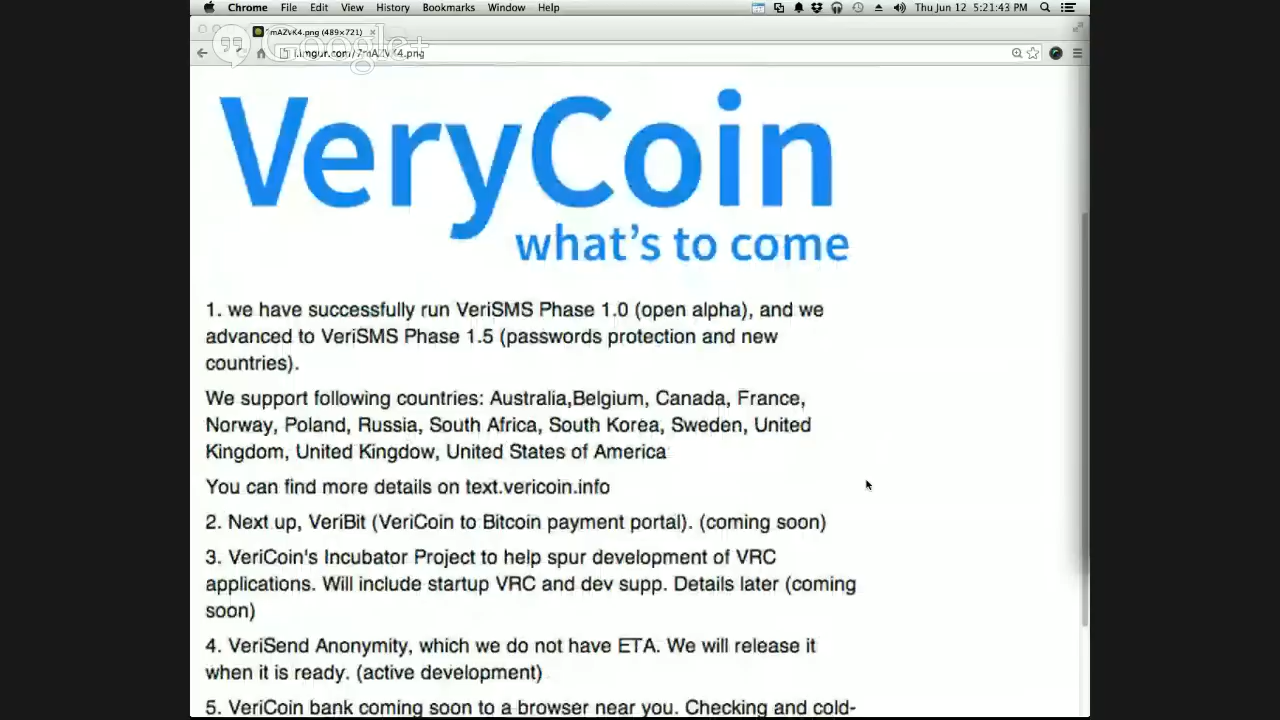 Chrome File Edit View History Bookmarks Window Help Thu Jun 12 5:21:43 PM
Google+
VeryCoin
what's to come
1. we have successfully run VeriSMS Phase 1.0 (open alpha), and we
advanced to VeriSMS Phase 1.5 (passwords protection and new
countries).
We support following countries: Australia,Belgium, Canada, France,
Norway, Poland, Russia, South Africa, South Korea, Sweden, United
Kingdom, United Kingdow, United States of America
You can find more details on text.vericoin.info
2. Next up, VeriBit (VeriCoin to Bitcoin payment portal). (coming soon)
3. VeriCoin's Incubator Project to help spur development of VRC
applications. Will include startup VRC and dev supp. Details later (coming
soon)
4. VeriSend Anonymity, which we do not have ETA. We will release it
when it is ready. (active development)
5. VeriCoin bank coming soon to a browser near you. Checking and cold-